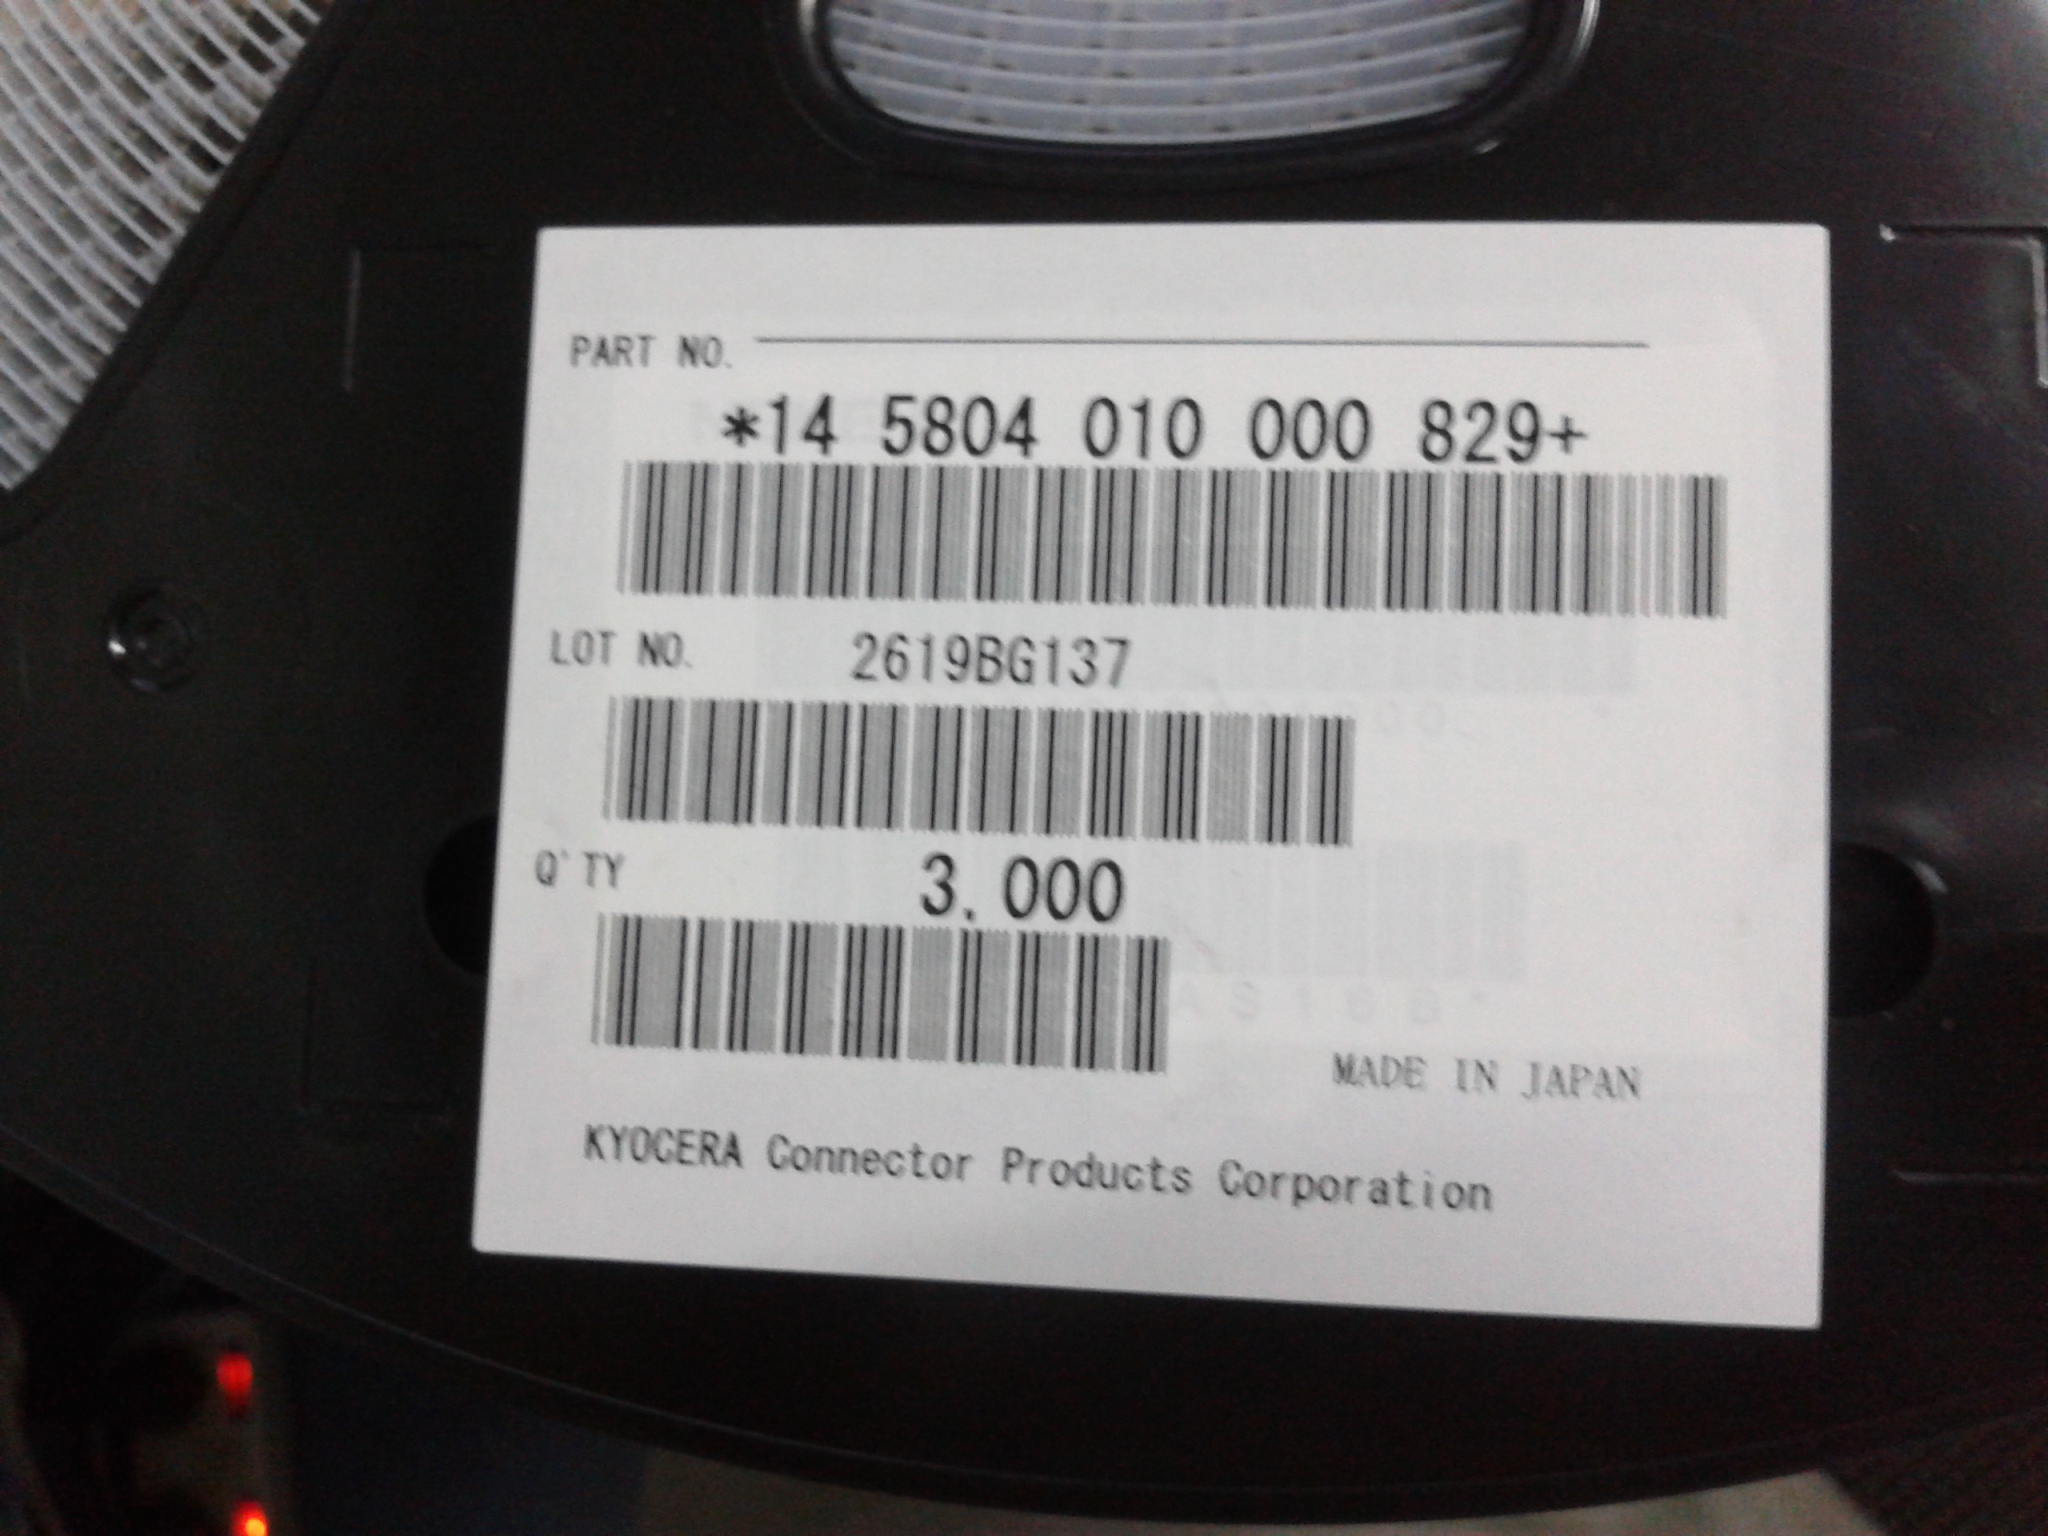 PART NO.
*14 5804 010 000 829+
LOT NO. 2619BG137
Q'TY 3,000
MADE IN JAPAN
KYOCERA Connector Products Corporation